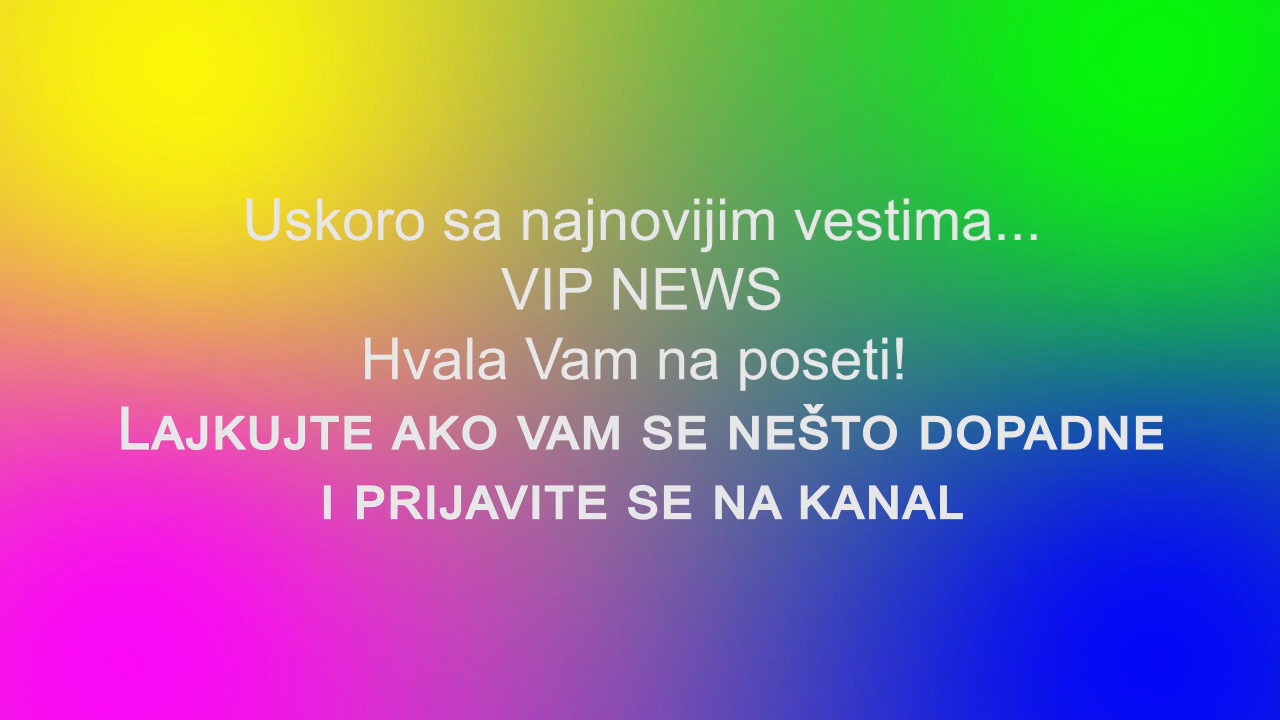 Uskoro sa najnovijim vestima...
VIP NEWS
Hvala Vam na poseti!
LAJKUJTE AKO VAM SE NEŠTO DOPADNE
I PRIJAVITE SE NA KANAL